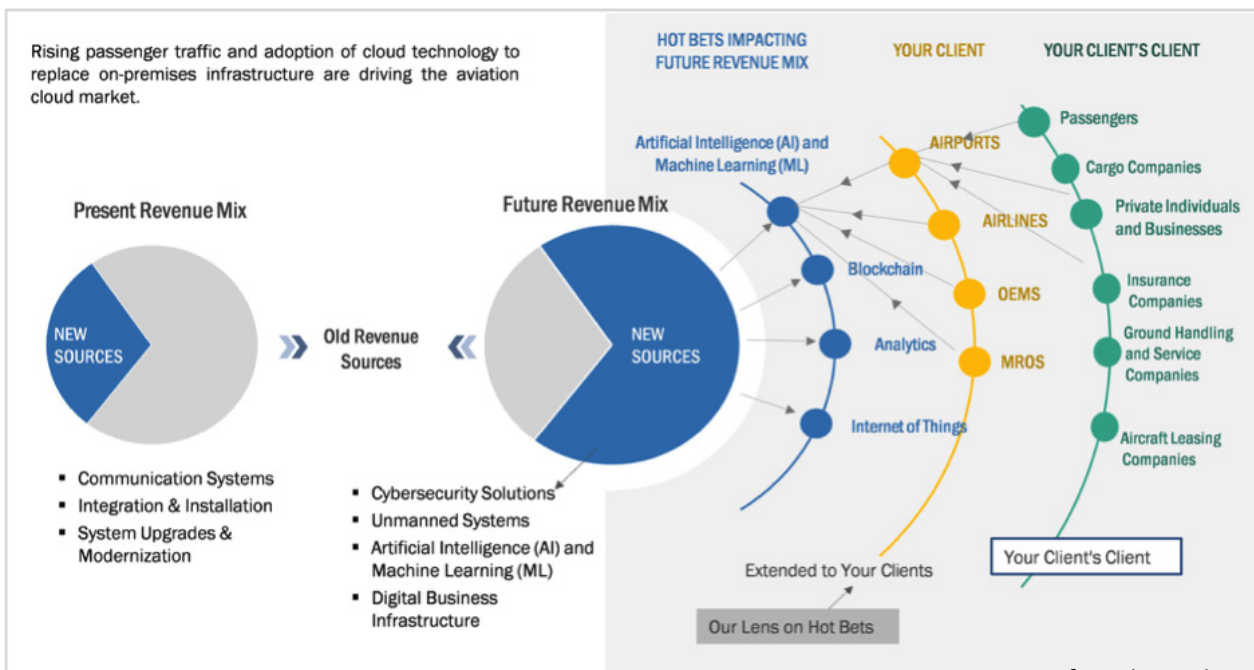 Rising passenger traffic and adoption of cloud technology to
replace on-premises infrastructure are driving the aviation
cloud market.
HOT BETS IMPACTING
FUTURE REVENUE MIX
YOUR CLIENT
YOUR CLIENT'S CLIENT
Present Revenue Mix
NEW
SOURCES
Old Revenue
Sources
Future Revenue Mix
NEW
SOURCES
▪ Communication Systems
▪ Integration & Installation
▪ System Upgrades &
Modernization
▪ Cybersecurity Solutions
▪ Unmanned Systems
▪ Artificial Intelligence (AI) and
Machine Learning (ML)
▪ Digital Business
Infrastructure
Artificial Intelligence (AI) and
Machine Learning (ML)
Blockchain
Analytics
Internet of Things
AIRPORTS
AIRLINES
OEMS
MROS
Passengers
Cargo Companies
Private Individuals
and Businesses
Insurance
Companies
Ground Handling
and Service
Companies
Aircraft Leasing
Companies
Extended to Your Clients
Our Lens on Hot Bets
Your Client's Client